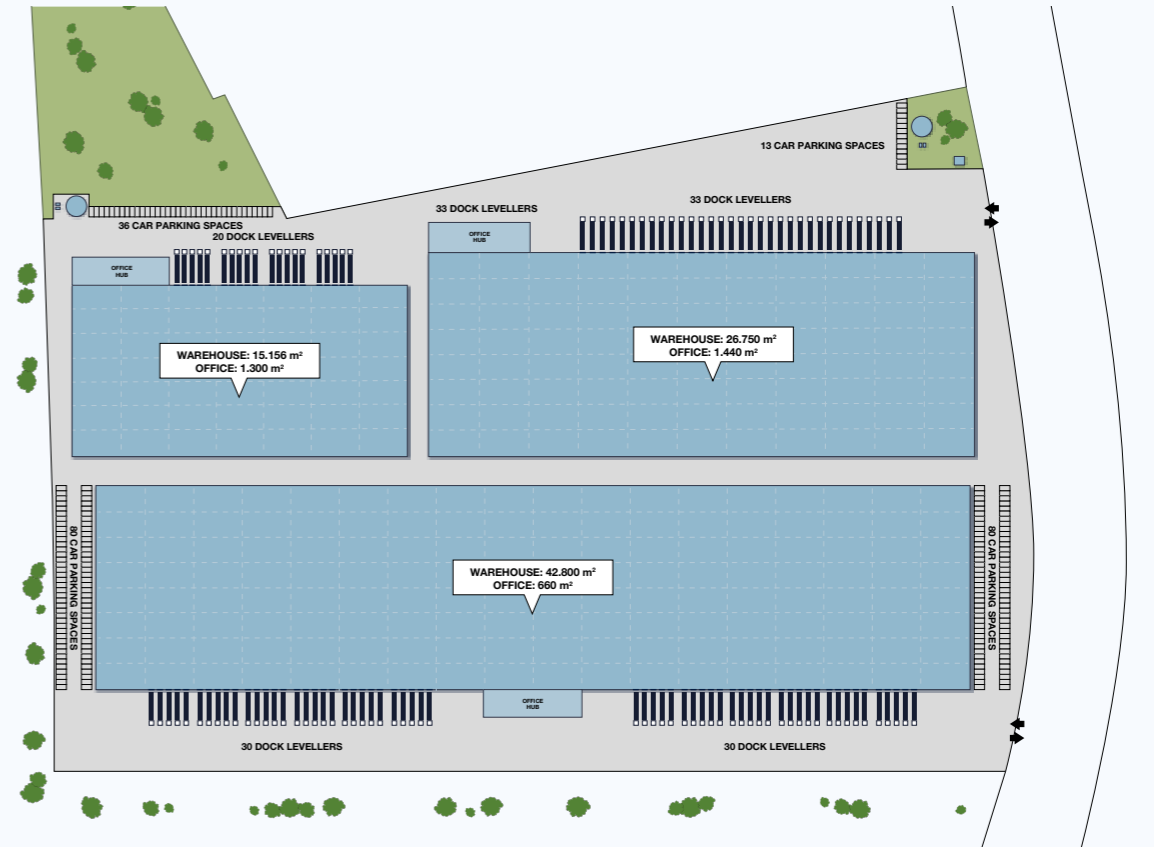 13 CAR PARKING SPACES
33 DOCK LEVELLERS
33 DOCK LEVELLERS
36 CAR PARKING SPACES
20 DOCK LEVELLERS
OFFICE
HUB
OFFICE
HUB
WAREHOUSE: 15.156 m²
OFFICE: 1.300 m²
WAREHOUSE: 26.750 m²
OFFICE: 1.440 m²
80 CAR PARKING SPACES
WAREHOUSE: 42.800 m²
OFFICE: 660 m²
80 CAR PARKING SPACES
OFFICE
HUB
30 DOCK LEVELLERS
30 DOCK LEVELLERS